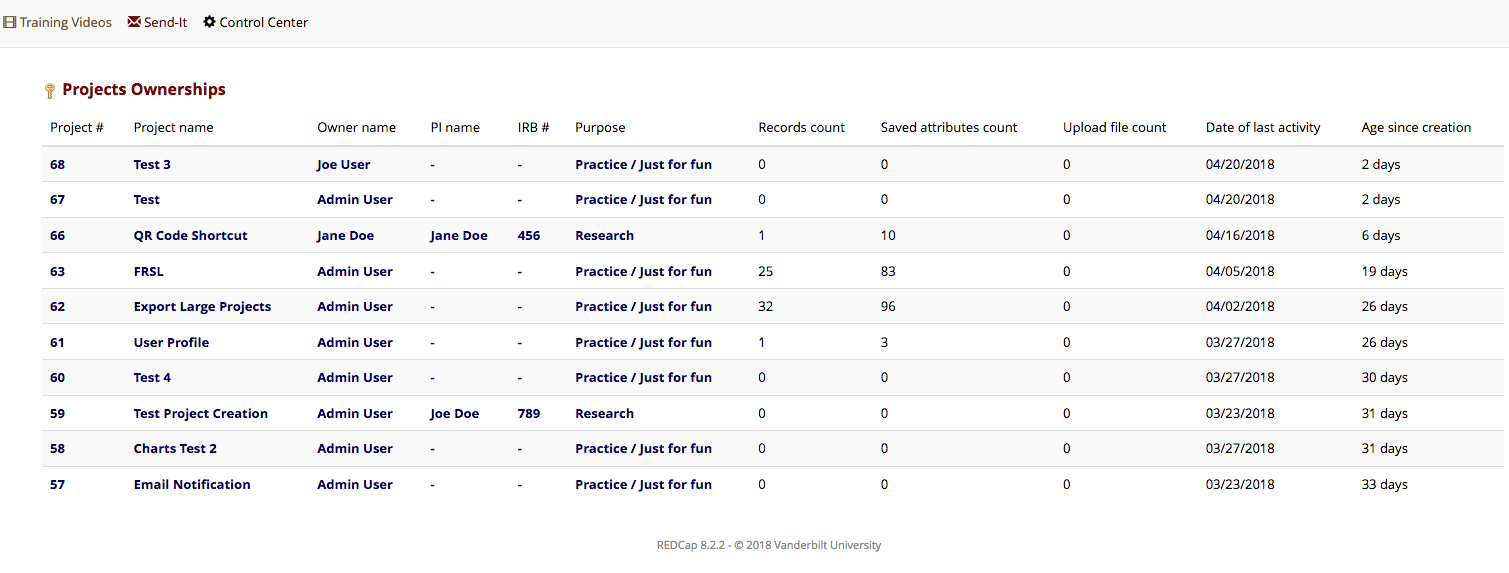 Training Videos Send-It Control Center
Projects Ownerships
Project # Project name Owner name PI name IRB # Purpose Records count Saved attributes count Upload file count Date of last activity Age since creation
68 Test 3 Joe User - - Practice / Just for fun 0 0 0 04/20/2018 2 days
67 Test Admin User - - Practice / Just for fun 0 0 0 04/20/2018 2 days
66 QR Code Shortcut Jane Doe Jane Doe 456 Research 1 10 0 04/16/2018 6 days
63 FRSL Admin User - - Practice / Just for fun 25 83 0 04/05/2018 19 days
62 Export Large Projects Admin User - - Practice / Just for fun 32 96 0 04/02/2018 26 days
61 User Profile Admin User - - Practice / Just for fun 1 3 0 03/27/2018 26 days
60 Test 4 Admin User - - Practice / Just for fun 0 0 0 03/27/2018 30 days
59 Test Project Creation Admin User Joe Doe 789 Research 0 0 0 03/23/2018 31 days
58 Charts Test 2 Admin User - - Practice / Just for fun 0 0 0 03/27/2018 31 days
57 Email Notification Admin User - - Practice / Just for fun 0 0 0 03/23/2018 33 days
REDCap 8.2.2 - © 2018 Vanderbilt University